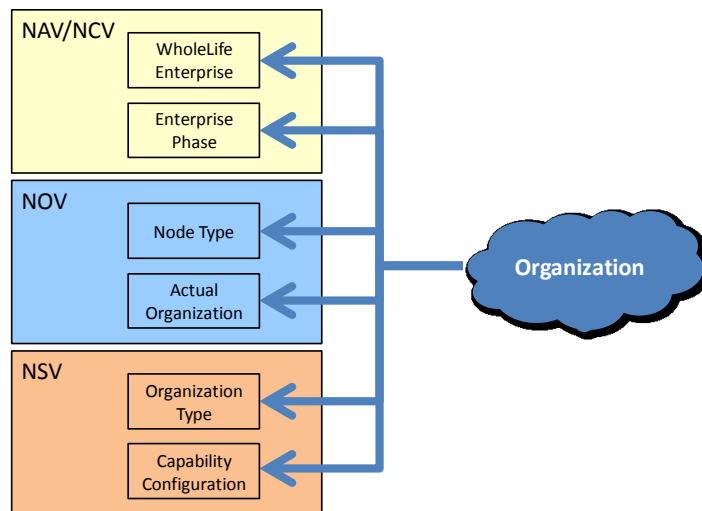 NAV/NCV
WholeLife
Enterprise
Enterprise
Phase
NOV
Node Type
Actual
Organization
NSV
Organization
Type
Capability
Configuration
Organization